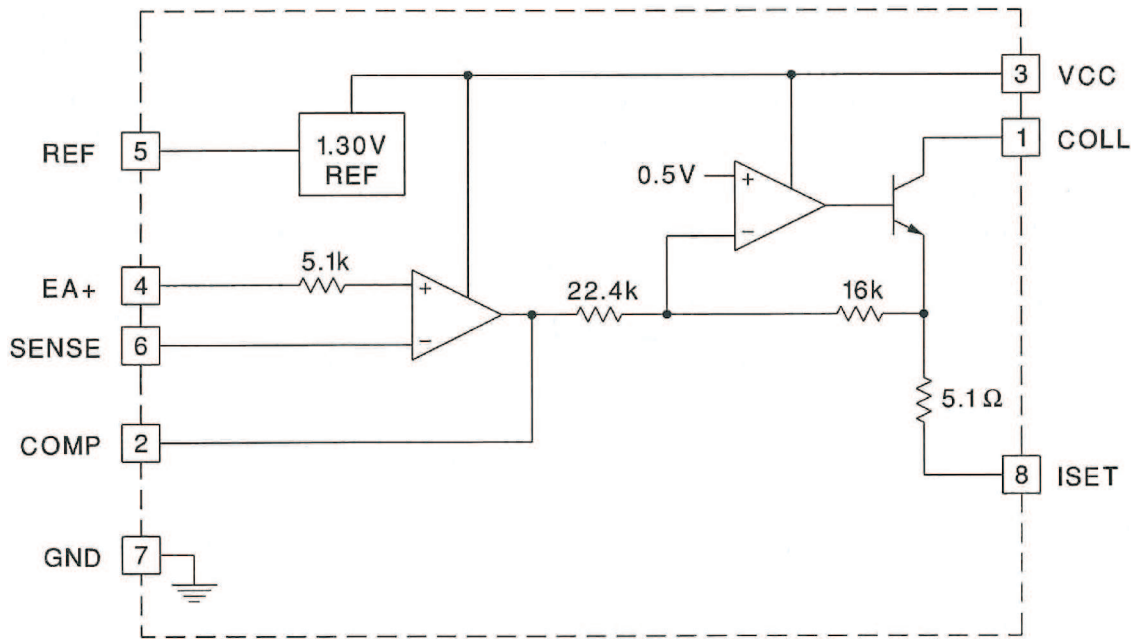 3 VCC
1 COLL
REF 5
1.30V
REF
0.5V
+
−
5.1k
EA+ 4
+
22.4k
16k
SENSE 6
−
5.1Ω
COMP 2
8 ISET
GND 7